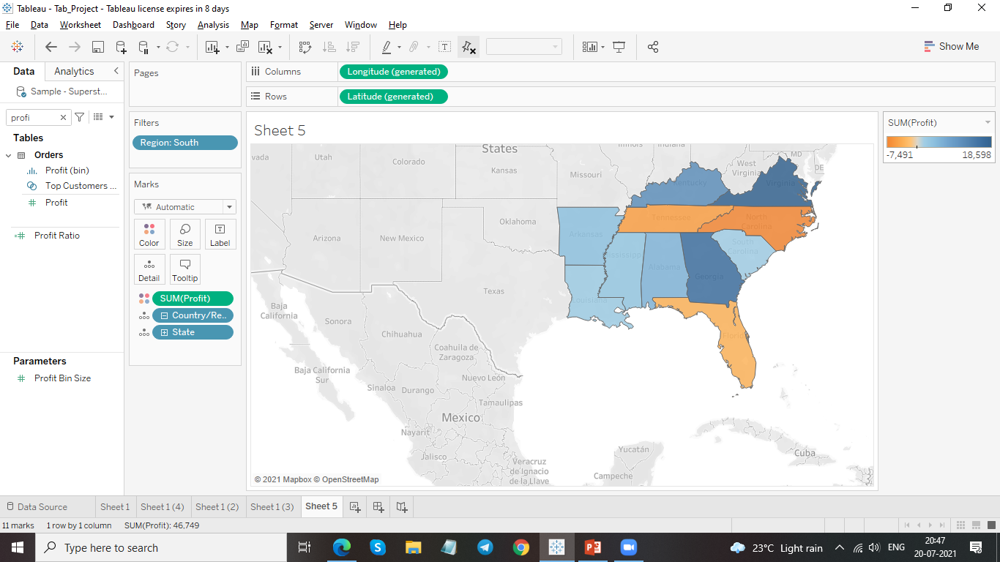 Tableau - Tab_Project - Tableau license expires in 8 days
File Data Worksheet Dashboard Story Analysis Map Format Server Window Help
Show Me
Data Analytics
Sample - Superst...
profi
Tables
Orders
Profit (bin)
Top Customers ...
Profit
Profit Ratio
Parameters
Profit Bin Size
Pages
Filters
Region: South
Marks
Automatic
Color Size Label
Detail Tooltip
SUM(Profit)
Country/Re..
State
Columns Longitude (generated)
Rows Latitude (generated)
Sheet 5
States
vada
Utah
Colorado
Kansas
Missouri
Illinois
Indiana
West
Virginia
MD
DE
Kentucky
Virginia
Arizona
New Mexico
Oklahoma
Arkansas
Tennessee
North
Carolina
South
Carolina
Mississippi
Alabama
Georgia
Texas
Louisiana
Florida
Baja
California
Sonora
Chihuahua
Coahuila de
Zaragoza
Baja California
Sur
Sinaloa
Durango
Nuevo León
Tamaulipas
Mexico
Nayarit
Jalisco
Veracruz
de Ignacio
de la Llave
Yucatán
Campeche
Cuba
© 2021 Mapbox © OpenStreetMap
SUM(Profit)
-7,491 18,598
Data Source Sheet 1 Sheet 1 (4) Sheet 1 (2) Sheet 1 (3) Sheet 5
11 marks 1 row by 1 column SUM(Profit): 46,749
Type here to search
23°C Light rain
ENG
20:47
20-07-2021